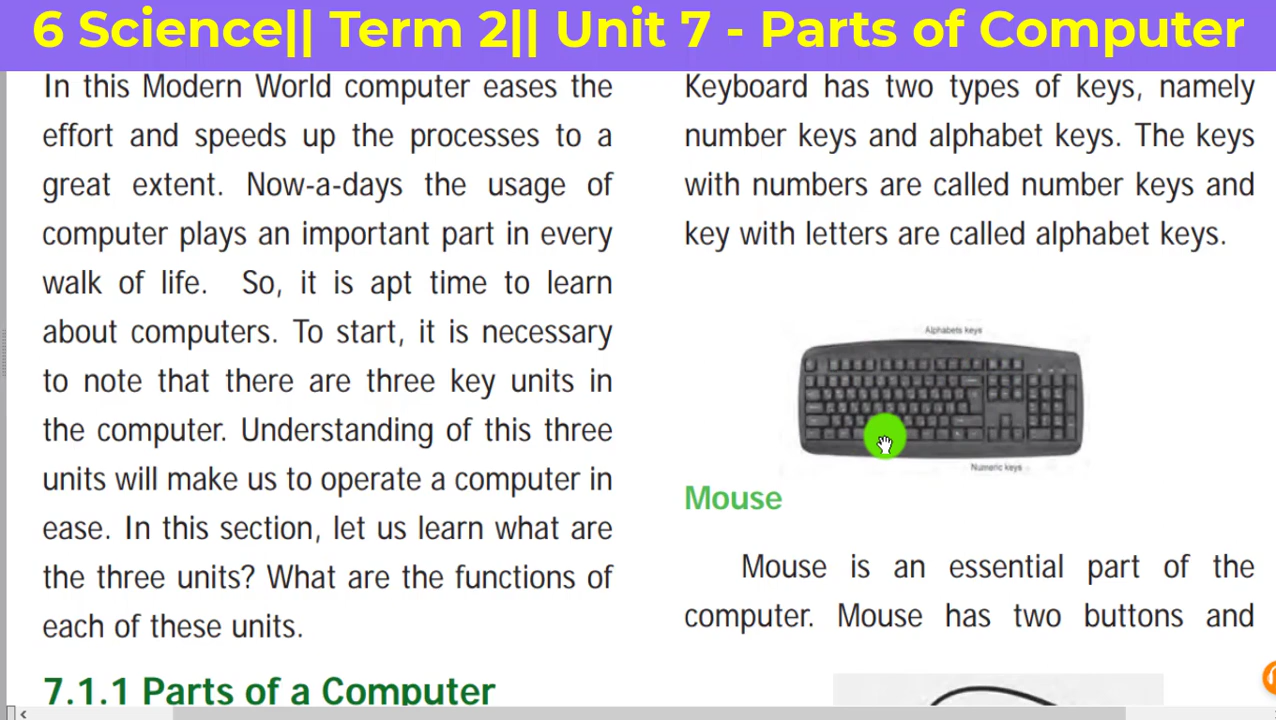 6 Science|| Term 2|| Unit 7 - Parts of Computer
In this Modern World computer eases the
effort and speeds up the processes to a
great extent. Now-a-days the usage of
computer plays an important part in every
walk of life. So, it is apt time to learn
about computers. To start, it is necessary
to note that there are three key units in
the computer. Understanding of this three
units will make us to operate a computer in
ease. In this section, let us learn what are
the three units? What are the functions of
each of these units.
7.1.1 Parts of a Computer
Keyboard has two types of keys, namely
number keys and alphabet keys. The keys
with numbers are called number keys and
key with letters are called alphabet keys.
Alphabets keys
Numeric keys
Mouse
Mouse is an essential part of the
computer. Mouse has two buttons and